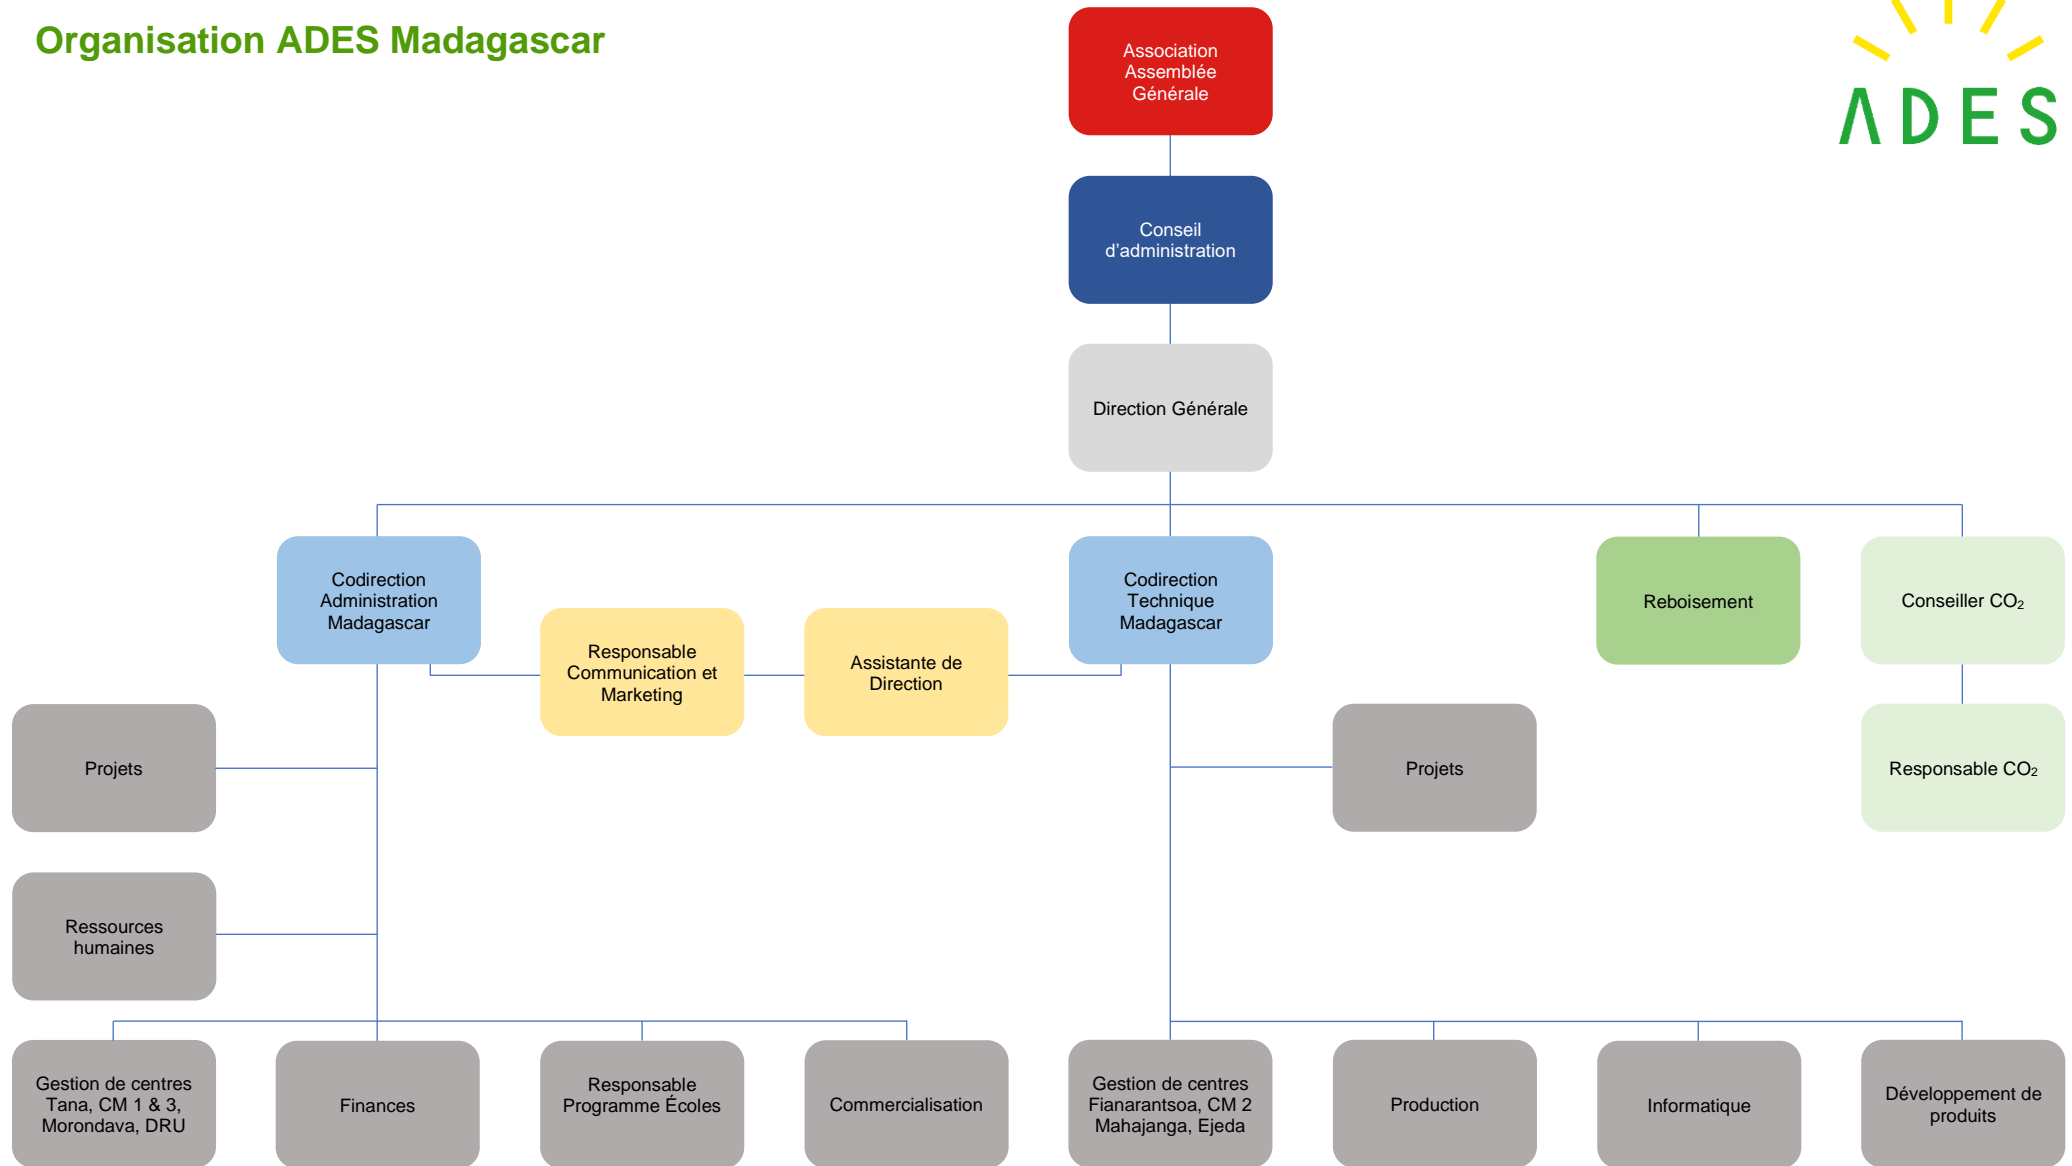 Organisation ADES Madagascar
Association
Assemblée
Générale
ADES
Conseil
d'administration
Direction Générale
Codirection
Administration
Madagascar
Codirection
Technique
Madagascar
Reboisement
Conseiller CO₂
Responsable
Communication et
Marketing
Assistante de
Direction
Projets
Projets
Responsable CO₂
Ressources
humaines
Gestion de centres
Tana, CM 1 & 3,
Morondava, DRU
Finances
Responsable
Programme Écoles
Commercialisation
Gestion de centres
Fianarantsoa, CM 2
Mahajanga, Ejeda
Production
Informatique
Développement de
produits